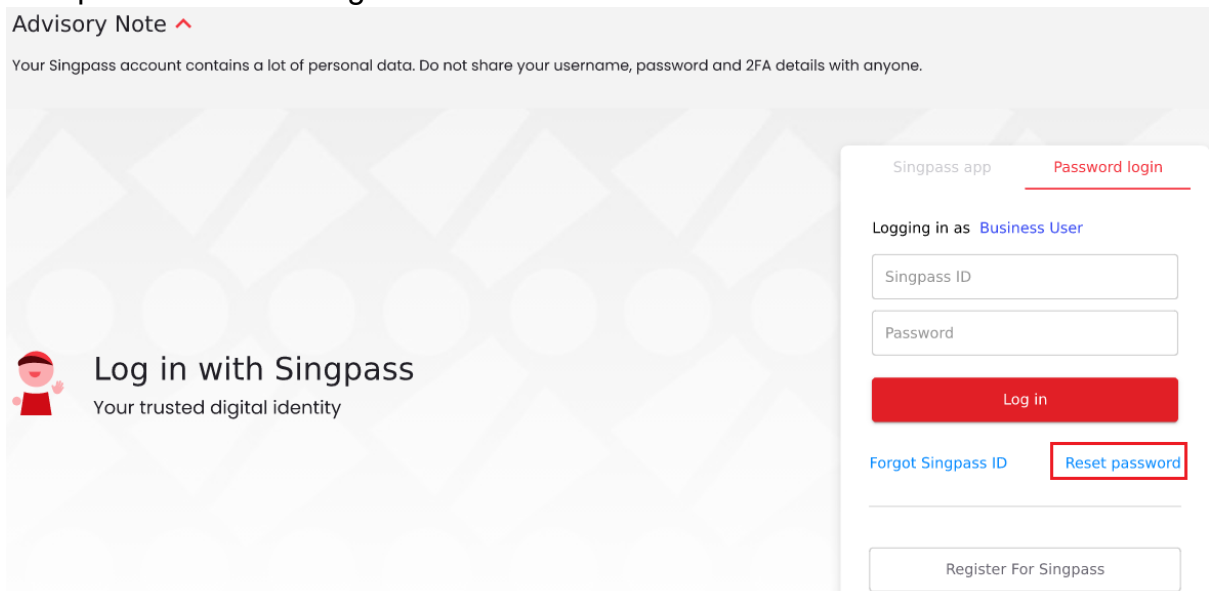 Advisory Note
Your Singpass account contains a lot of personal data. Do not share your username, password and 2FA details with anyone.
Singpass app Password login
Logging in as Business User
Singpass ID
Password
Log in with Singpass
Your trusted digital identity
Log in
Forgot Singpass ID Reset password
Register For Singpass